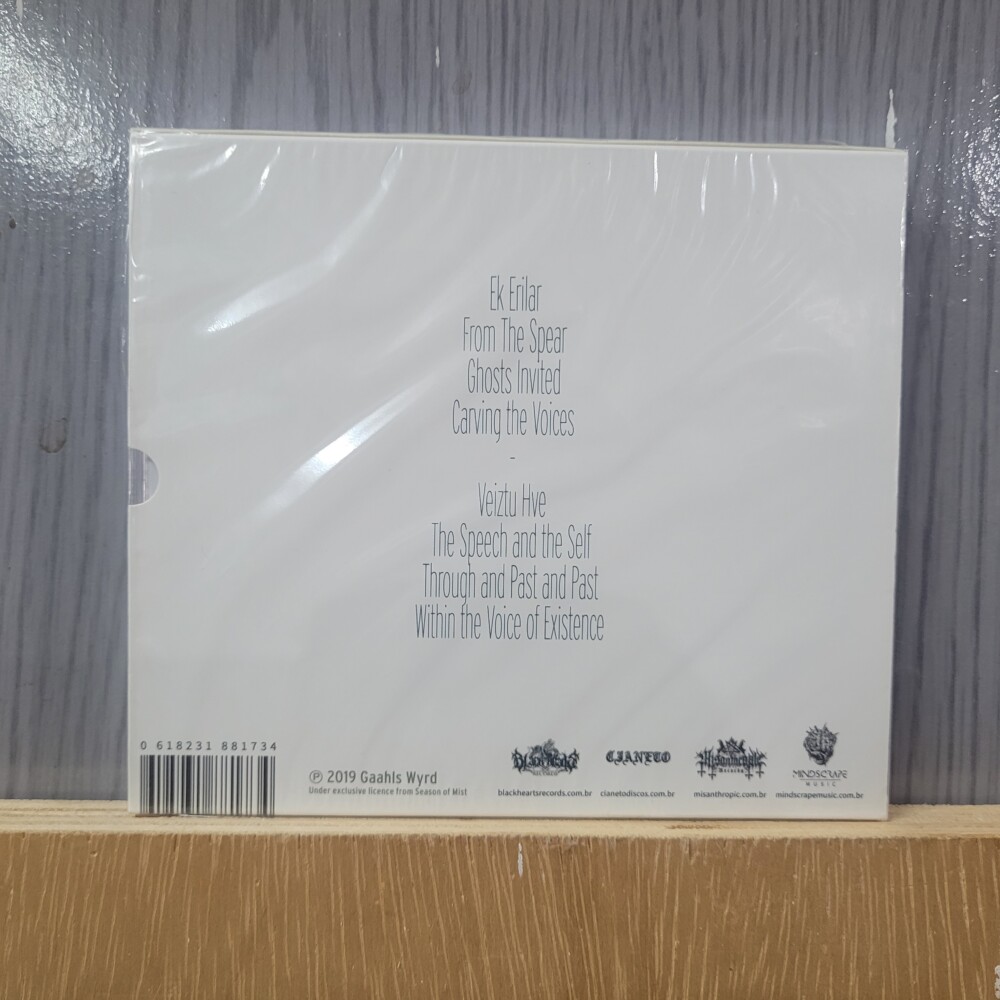 Ek Erilar
From The Spear
Ghosts Invited
Carving the Voices
-
Veiztu Hve
The Speech and the Self
Through and Past and Past
Within the Voice of Existence
0 618231 881734
℗ 2019 Gaahls Wyrd
Under exclusive licence from Season of Mist
CIANETO
Misanthropic
Records
MINDSCRAPE
MUSIC
blackheartsrecords.com.br
cianetodiscos.com.br
misanthropic.com.br
mindscrapemusic.com.br